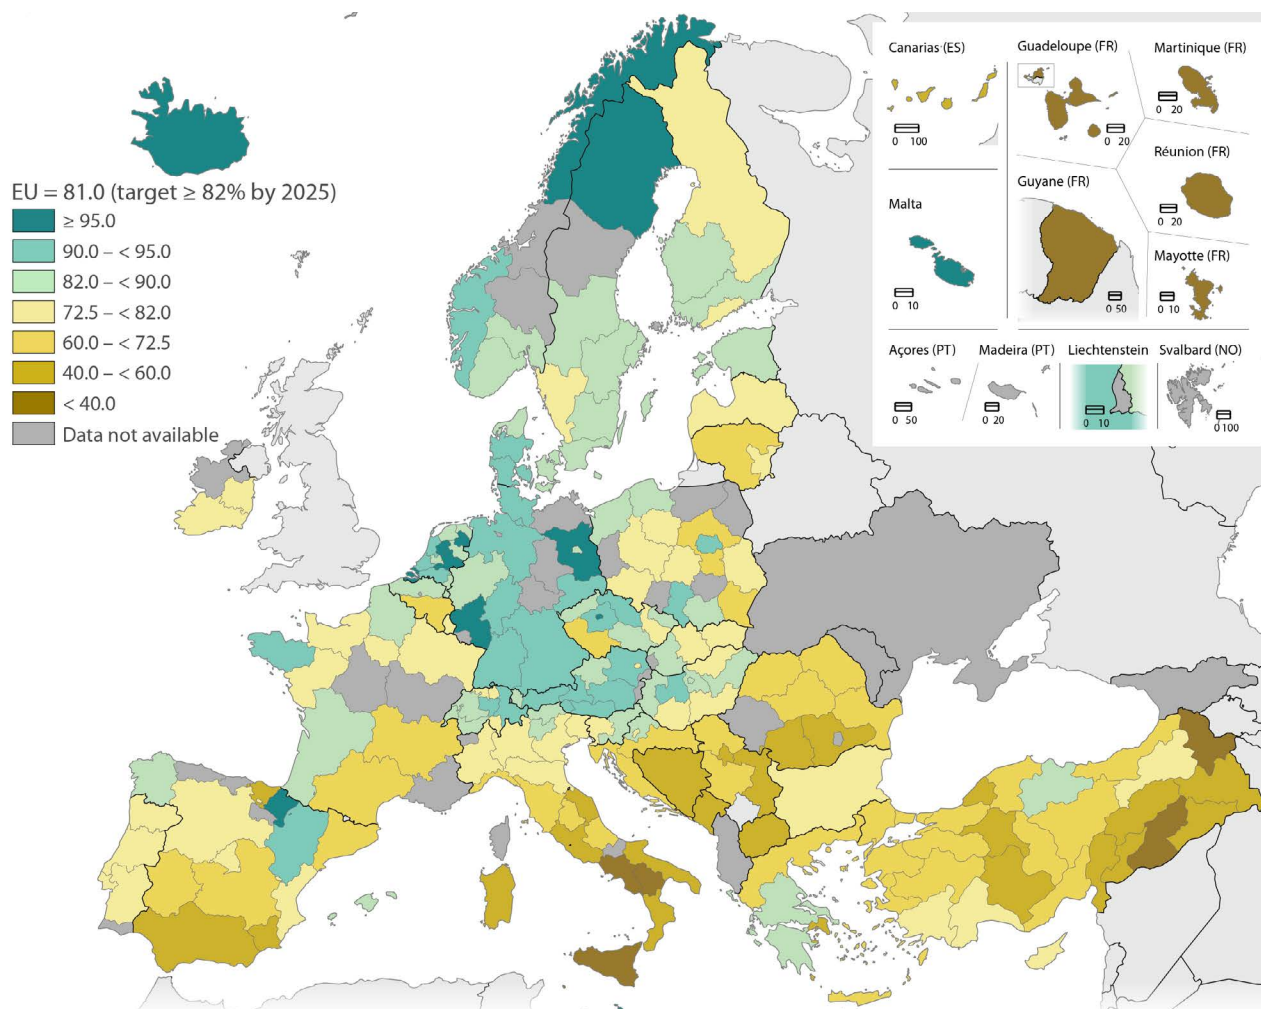 EU = 81.0 (target ≥ 82% by 2025)
≥ 95.0
90.0 – < 95.0
82.0 – < 90.0
72.5 – < 82.0
60.0 – < 72.5
40.0 – < 60.0
< 40.0
Data not available
Canarias (ES)
0 100
Guadeloupe (FR)
0 20
Martinique (FR)
0 20
Réunion (FR)
0 20
Malta
0 10
Guyane (FR)
0 50
Mayotte (FR)
0 10
Açores (PT)
0 50
Madeira (PT)
0 20
Liechtenstein
0 10
Svalbard (NO)
0 100